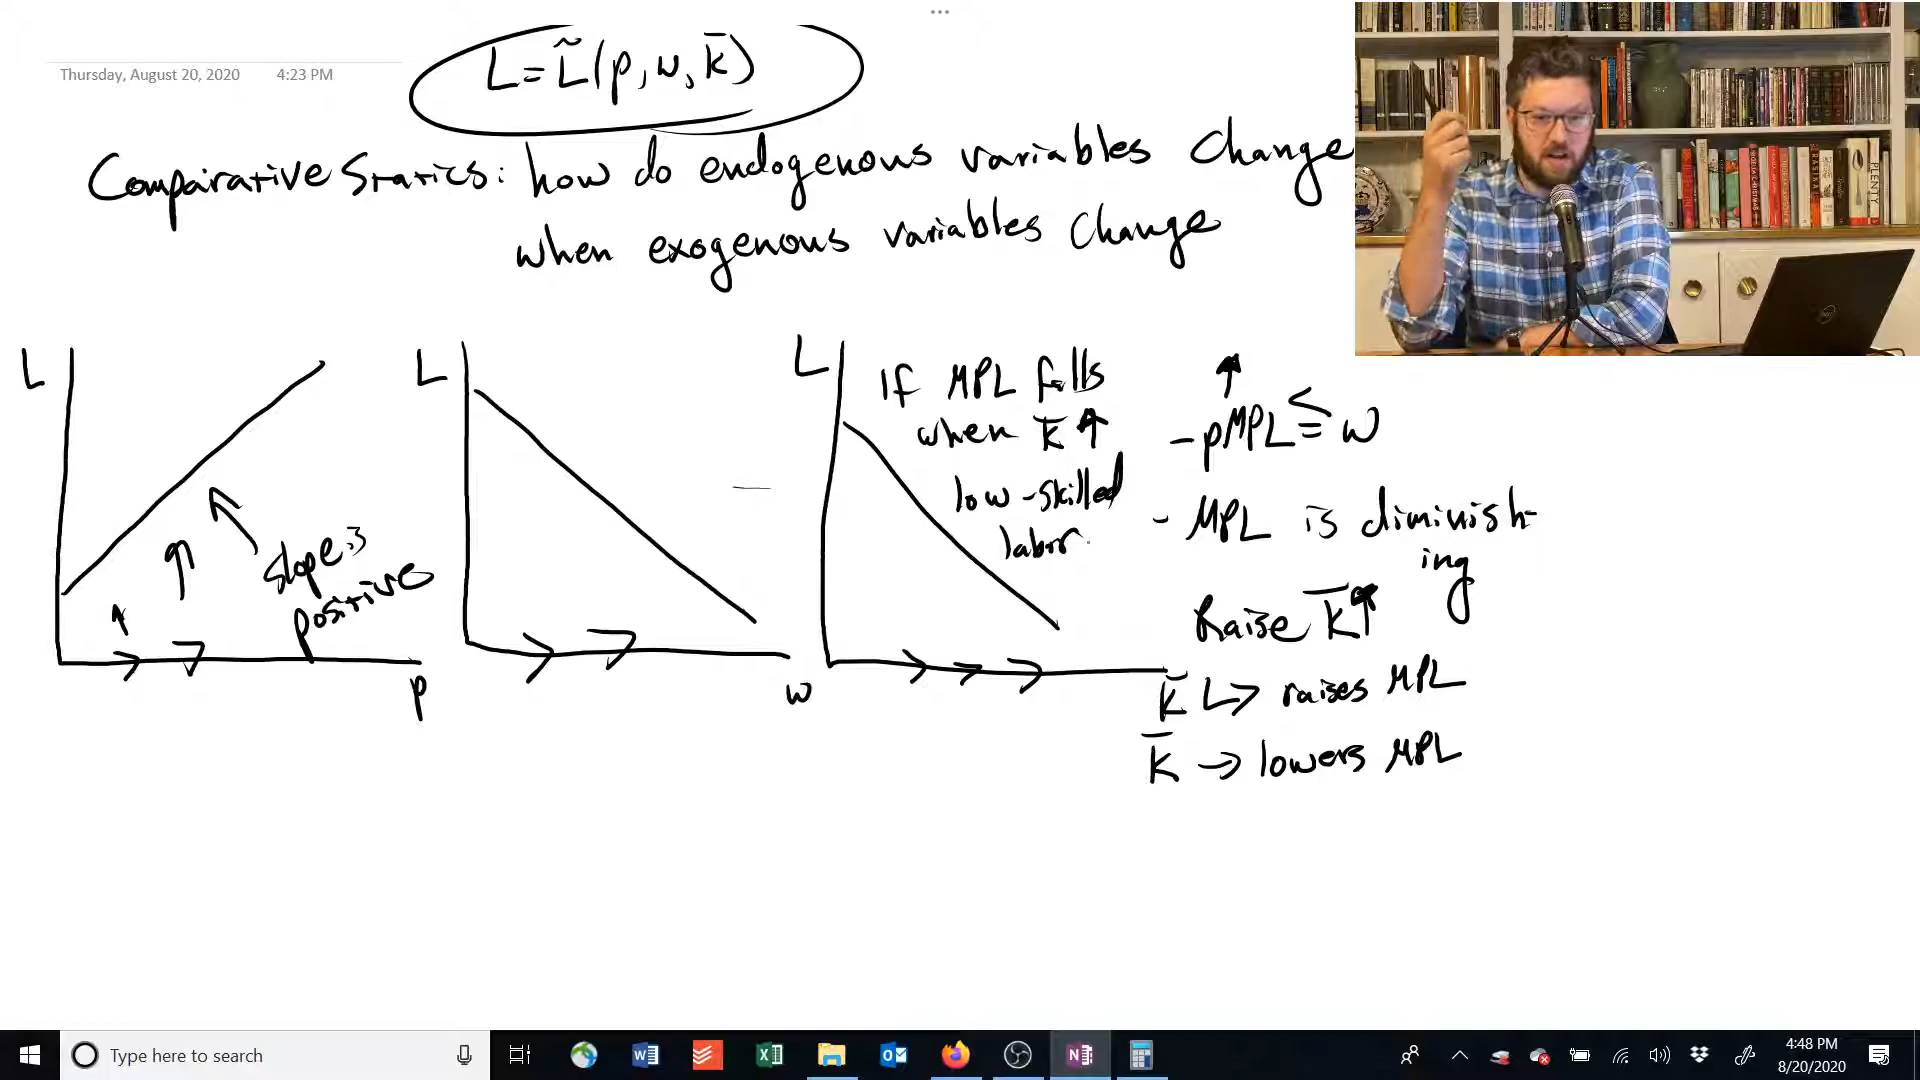 Thursday, August 20, 2020 4:23 PM
L = L̃(p, w, k̄)
Comparative Statics: how do endogenous variables change
when exogenous variables change
L
slope is
positive
p
L
w
L
If MPL falls
when k̄ ↑
low-skilled
labor
k̄
- pMPL = w
- MPL is diminish-
ing
Raise k̄ ↑
L> raises MPL
k̄ → lowers MPL
PLENTY
DELL
Type here to search
4:48 PM
8/20/2020